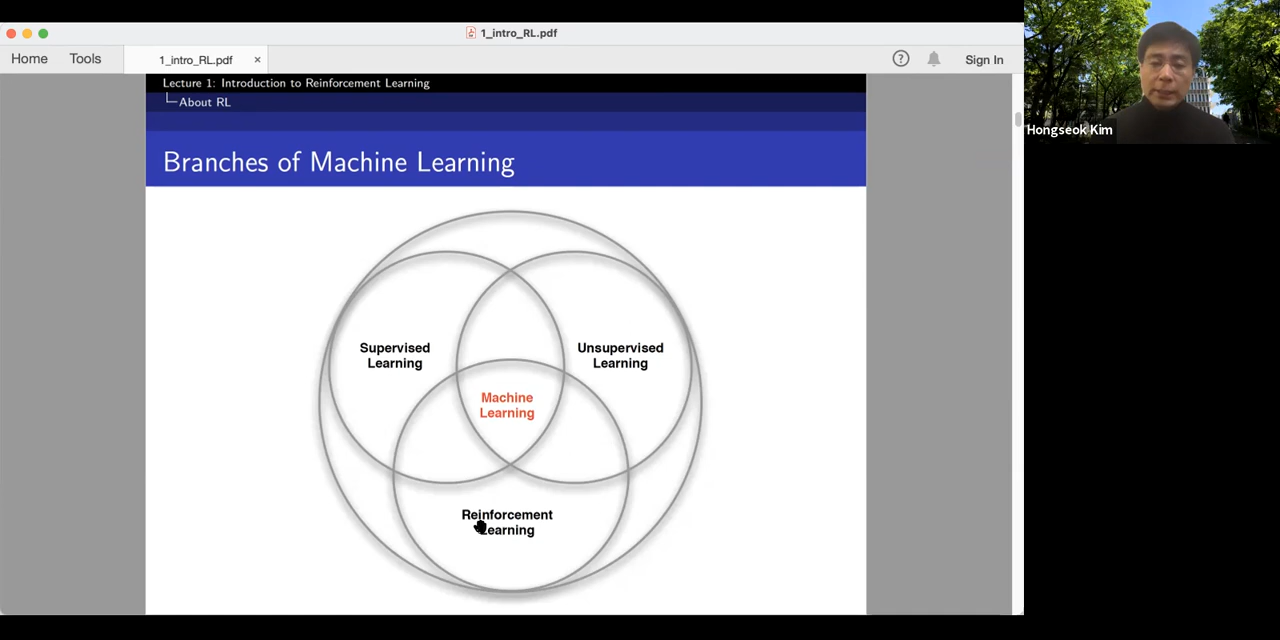 1_intro_RL.pdf
Home Tools 1_intro_RL.pdf × ? Sign In
Lecture 1: Introduction to Reinforcement Learning
About RL
Branches of Machine Learning
Supervised
Learning
Unsupervised
Learning
Machine
Learning
Reinforcement
Learning
Hongseok Kim